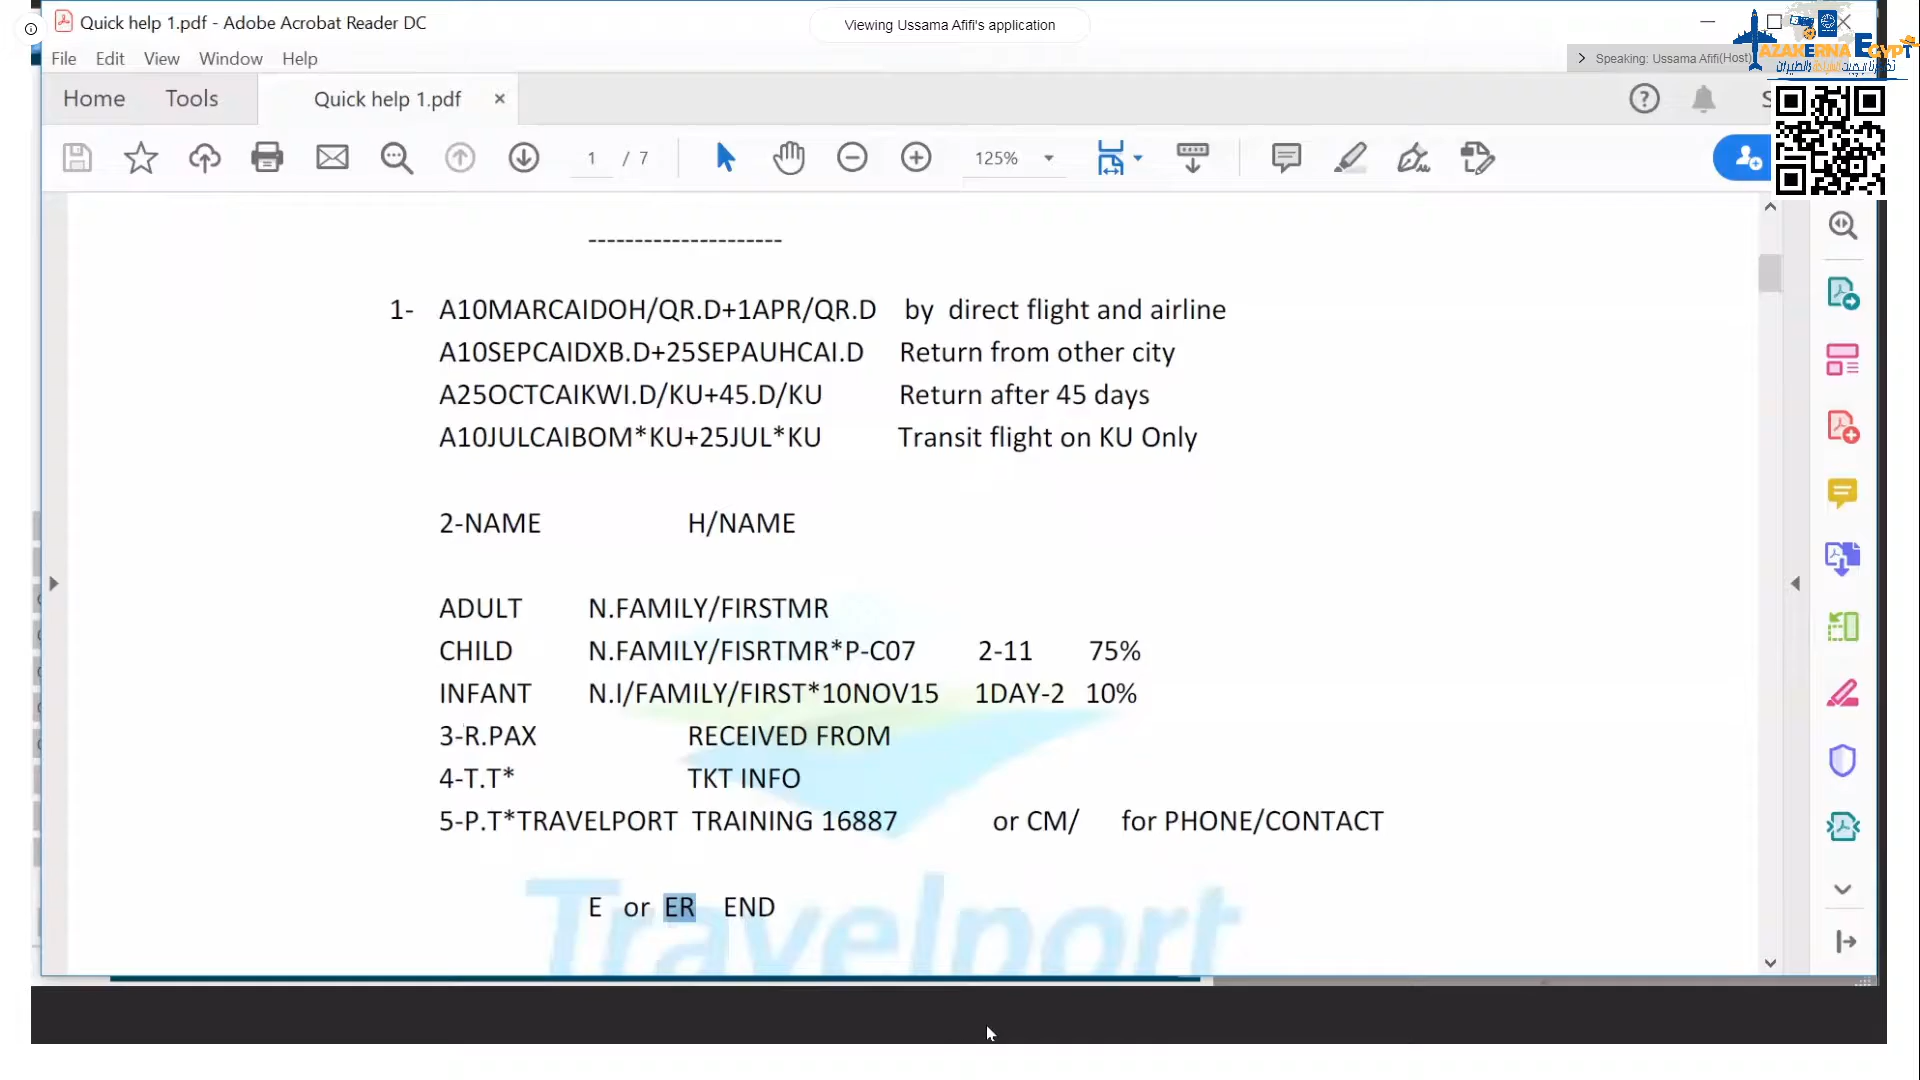 Quick help 1.pdf - Adobe Acrobat Reader DC
Viewing Ussama Afifi's application
File Edit View Window Help
Speaking: Ussama Afifi(Host)
AZAKERNA EGYPT
Home Tools Quick help 1.pdf ×
1 / 7 125%
----------------------
1- A10MARCAIDOH/QR.D+1APR/QR.D by direct flight and airline
A10SEPCAIDXB.D+25SEPAUHCAI.D Return from other city
A25OCTCAIKWI.D/KU+45.D/KU Return after 45 days
A10JULCAIBOM*KU+25JUL*KU Transit flight on KU Only
2-NAME H/NAME
ADULT N.FAMILY/FIRSTMR
CHILD N.FAMILY/FISRTMR*P-C07 2-11 75%
INFANT N.I/FAMILY/FIRST*10NOV15 1DAY-2 10%
3-R.PAX RECEIVED FROM
4-T.T* TKT INFO
5-P.T*TRAVELPORT TRAINING 16887 or CM/ for PHONE/CONTACT
E or ER END
Travelport